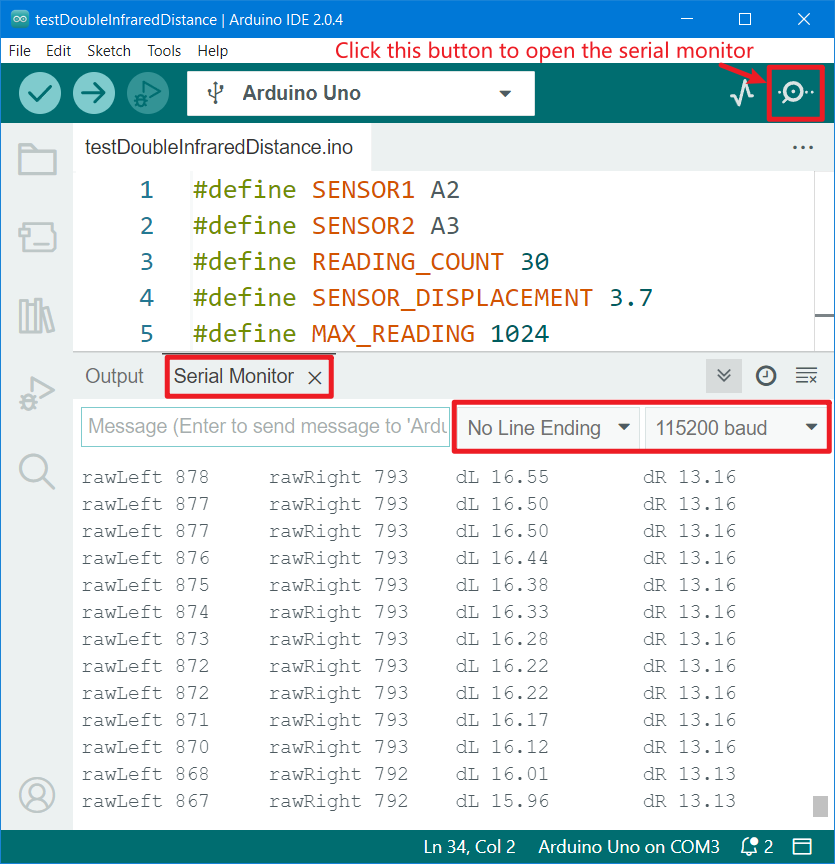 testDoubleInfraredDistance | Arduino IDE 2.0.4
File Edit Sketch Tools Help
Click this button to open the serial monitor
Arduino Uno
testDoubleInfraredDistance.ino
1 #define SENSOR1 A2
2 #define SENSOR2 A3
3 #define READING_COUNT 30
4 #define SENSOR_DISPLACEMENT 3.7
5 #define MAX_READING 1024
Output Serial Monitor
Message (Enter to send message to 'Ardu No Line Ending 115200 baud
rawLeft 878 rawRight 793 dL 16.55 dR 13.16
rawLeft 877 rawRight 793 dL 16.50 dR 13.16
rawLeft 877 rawRight 793 dL 16.50 dR 13.16
rawLeft 876 rawRight 793 dL 16.44 dR 13.16
rawLeft 875 rawRight 793 dL 16.38 dR 13.16
rawLeft 874 rawRight 793 dL 16.33 dR 13.16
rawLeft 873 rawRight 793 dL 16.28 dR 13.16
rawLeft 872 rawRight 793 dL 16.22 dR 13.16
rawLeft 872 rawRight 793 dL 16.22 dR 13.16
rawLeft 871 rawRight 793 dL 16.17 dR 13.16
rawLeft 870 rawRight 793 dL 16.12 dR 13.16
rawLeft 868 rawRight 792 dL 16.01 dR 13.13
rawLeft 867 rawRight 792 dL 15.96 dR 13.13
Ln 34, Col 2 Arduino Uno on COM3 2